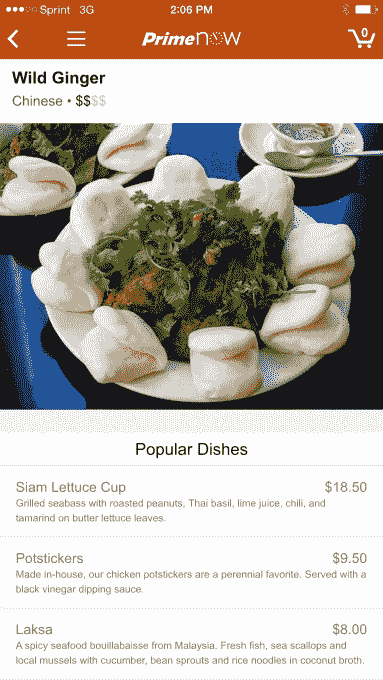 Sprint 3G 2:06 PM
Prime now 0
Wild Ginger
Chinese • $$$$
Popular Dishes
Siam Lettuce Cup $18.50
Grilled seabass with roasted peanuts, Thai basil, lime juice, chili, and
tamarind on butter lettuce leaves.
Potstickers $9.50
Made in-house, our chicken potstickers are a perennial favorite. Served with a
black vinegar dipping sauce.
Laksa $8.00
A spicy seafood bouillabaisse from Malaysia. Fresh fish, sea scallops and
local mussels with cucumber, bean sprouts and rice noodles in coconut broth.